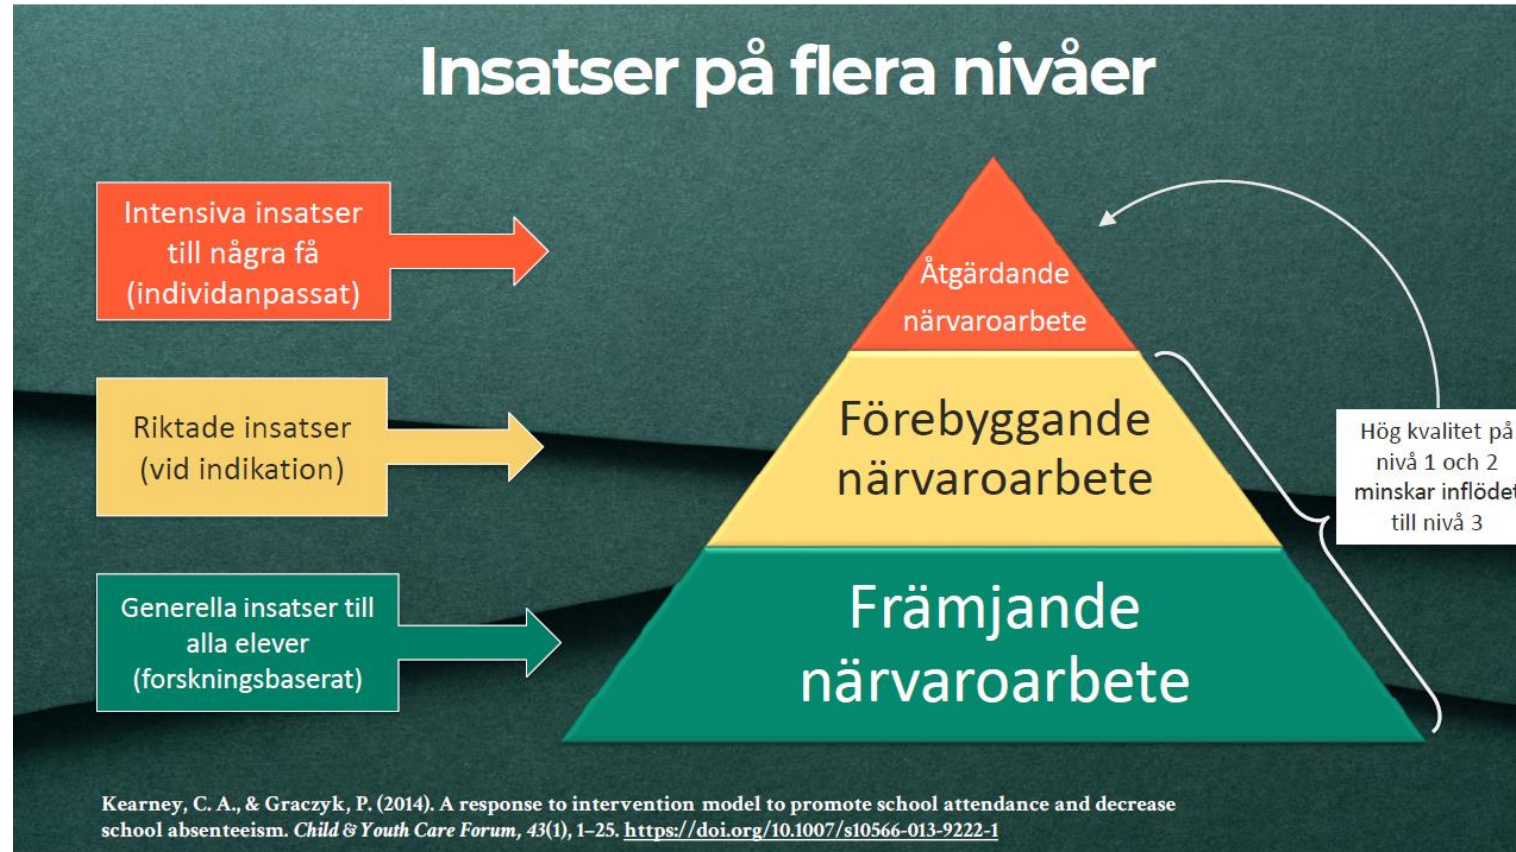 Insatser på flera nivåer
Intensiva insatser
till några få
(individanpassat)
Åtgärdande
närvaroarbete
Riktade insatser
(vid indikation)
Förebyggande
närvaroarbete
Hög kvalitet på
nivå 1 och 2
minskar inflödet
till nivå 3
Generella insatser till
alla elever
(forskningsbaserat)
Främjande
närvaroarbete
Kearney, C. A., & Graczyk, P. (2014). A response to intervention model to promote school attendance and decrease
school absenteeism. Child & Youth Care Forum, 43(1), 1–25. https://doi.org/10.1007/s10566-013-9222-1